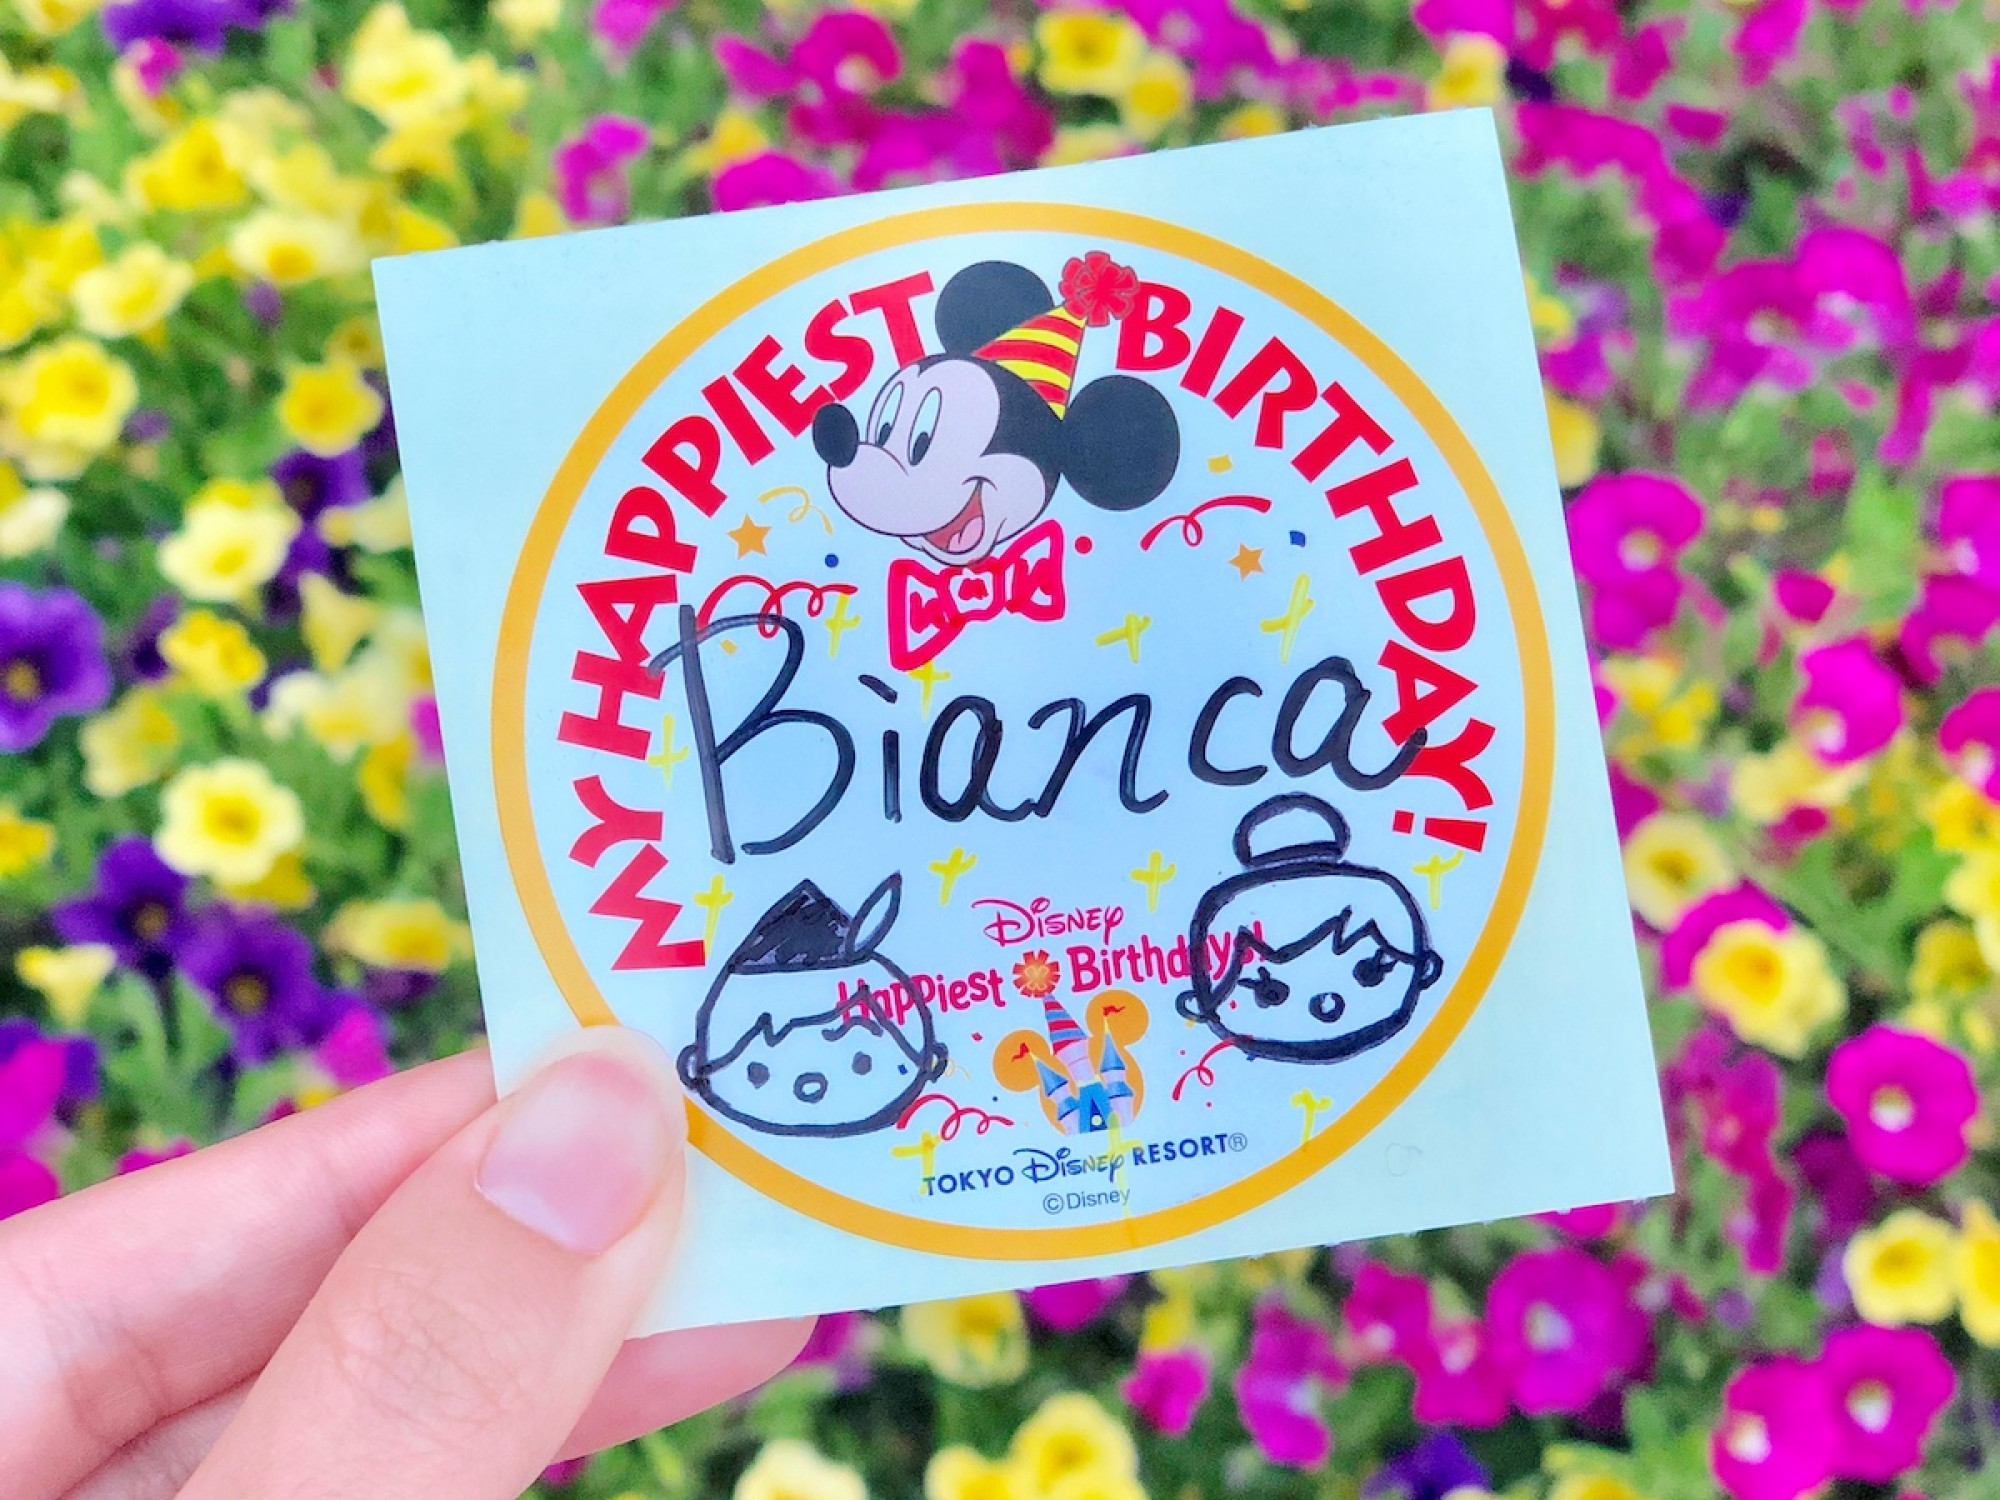 MY HAPPIEST BIRTHDAY!
Bianca
Disney
Happiest Birthdays!
TOKYO Disney RESORT®
©Disney